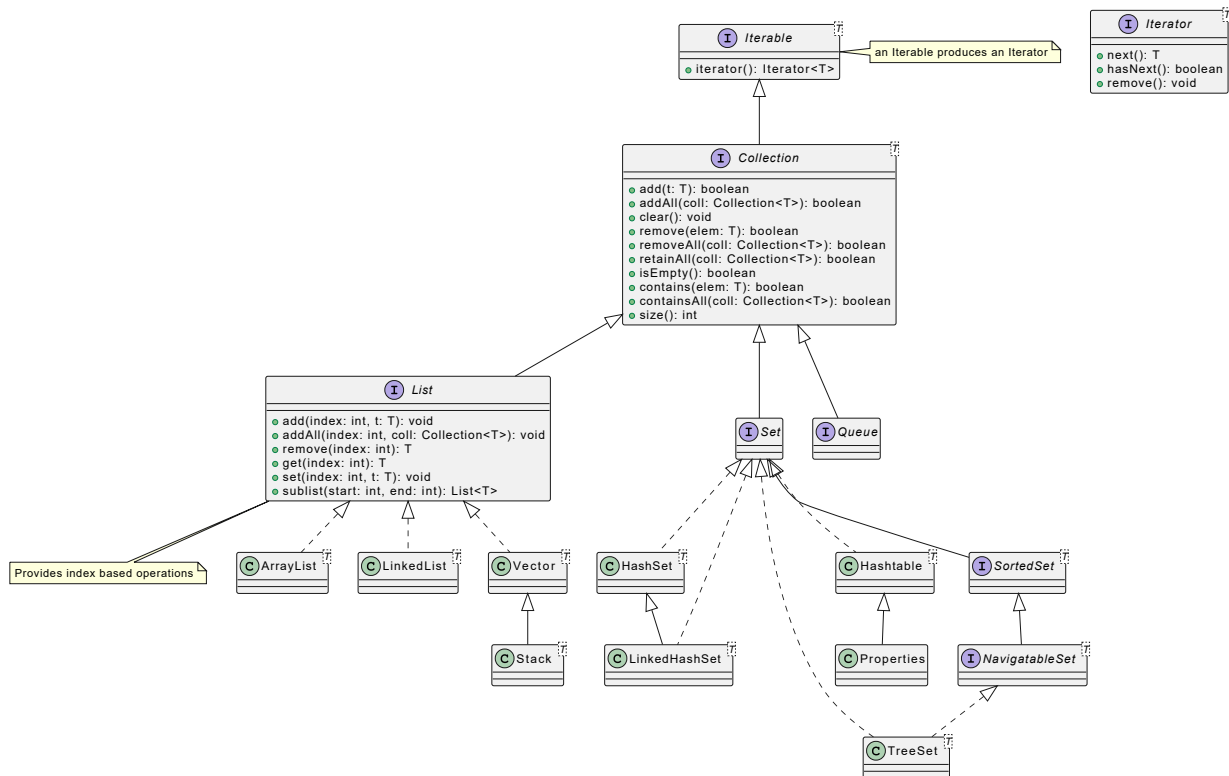 I Iterable T
iterator(): Iterator<T>
an Iterable produces an Iterator
I Iterator T
next(): T
hasNext(): boolean
remove(): void
I Collection T
add(t: T): boolean
addAll(coll: Collection<T>): boolean
clear(): void
remove(elem: T): boolean
removeAll(coll: Collection<T>): boolean
retainAll(coll: Collection<T>): boolean
isEmpty(): boolean
contains(elem: T): boolean
containsAll(coll: Collection<T>): boolean
size(): int
I List
add(index: int, t: T): void
addAll(index: int, coll: Collection<T>): void
remove(index: int): T
get(index: int): T
set(index: int, t: T): void
sublist(start: int, end: int): List<T>
I Set
I Queue
Provides index based operations
C ArrayList T
C LinkedList T
C Vector T
C HashSet T
C Hashtable T
I SortedSet T
C Stack T
C LinkedHashSet T
C Properties
I NavigatableSet T
C TreeSet T